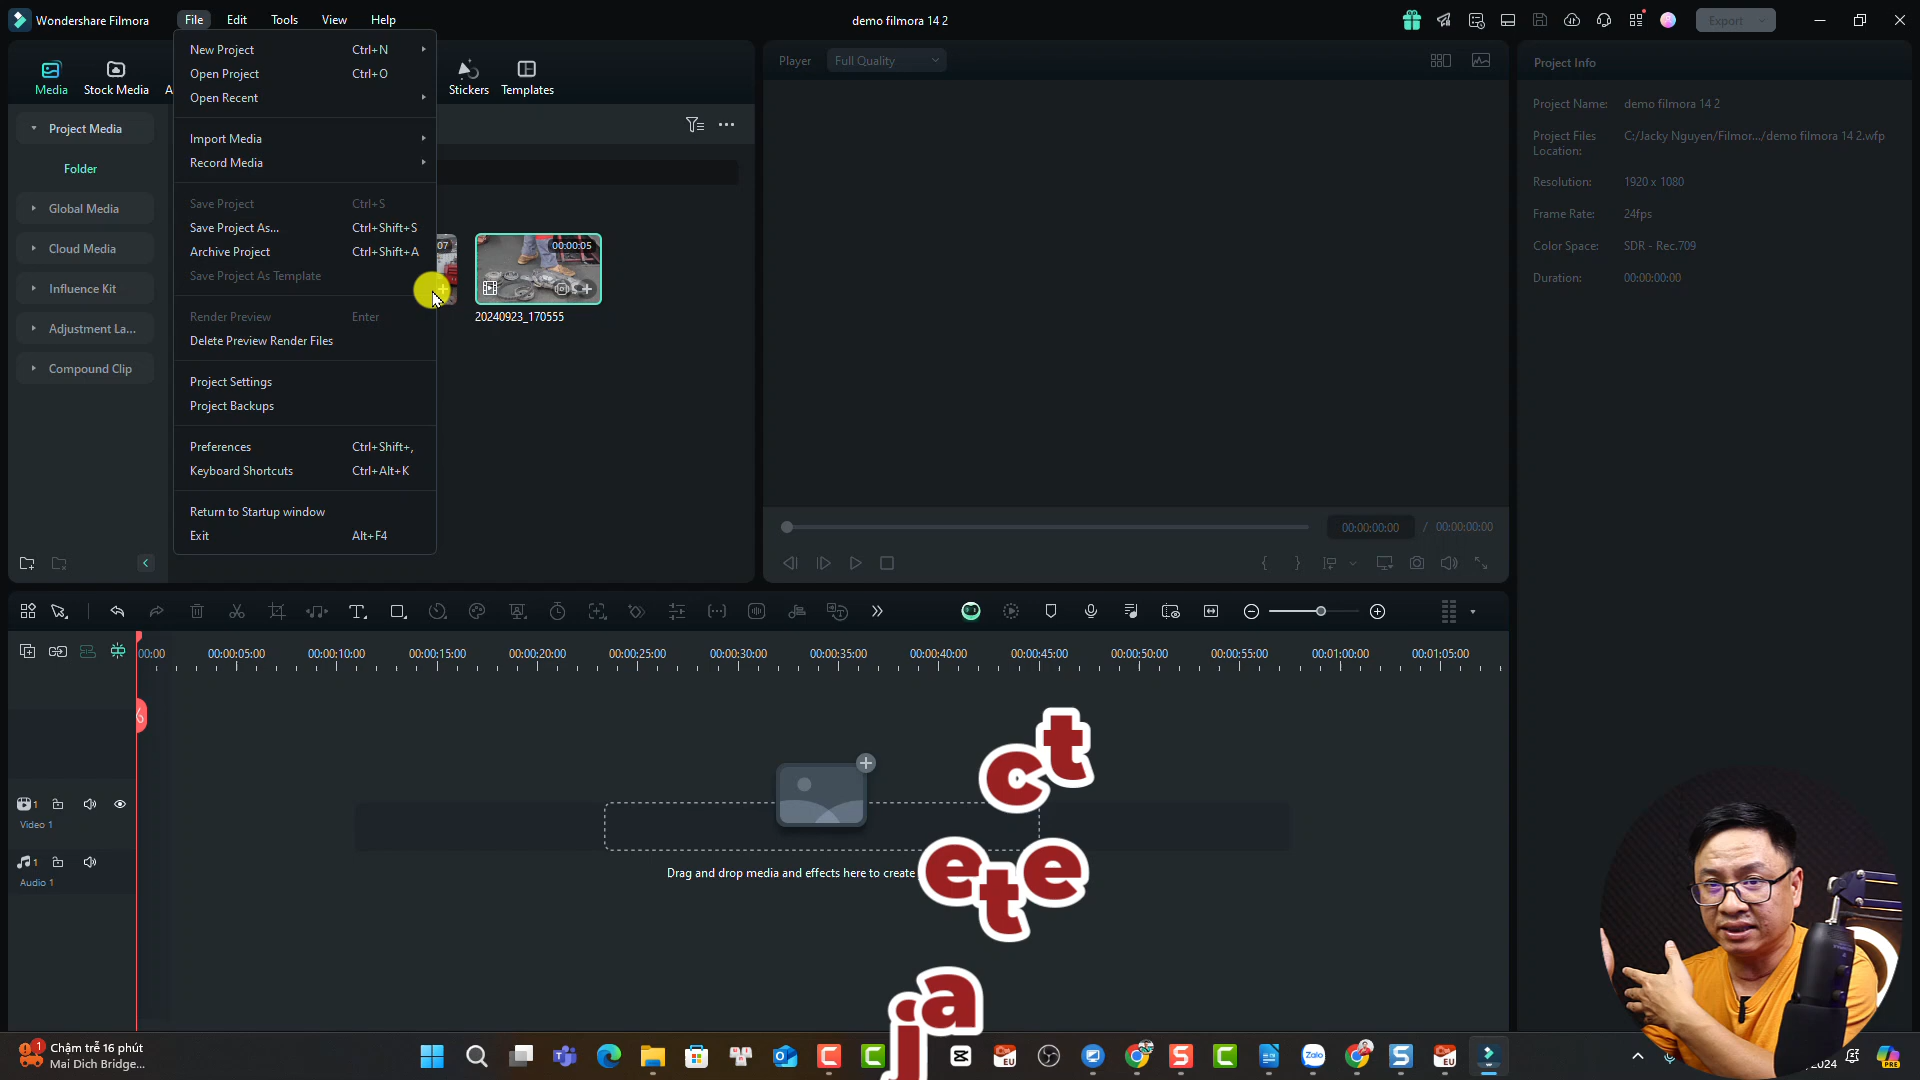 Wondershare Filmora
File Edit Tools View Help
demo filmora 14 2
Export
New Project Ctrl+N
Open Project Ctrl+O
Open Recent
Import Media
Record Media
Save Project Ctrl+S
Save Project As... Ctrl+Shift+S
Archive Project Ctrl+Shift+A
Save Project As Template
Render Preview Enter
Delete Preview Render Files
Project Settings
Project Backups
Preferences Ctrl+Shift+,
Keyboard Shortcuts Ctrl+Alt+K
Return to Startup window
Exit Alt+F4
Media
Stock Media
A
Stickers
Templates
Project Media
Folder
Global Media
Cloud Media
Influence Kit
Adjustment La...
Compound Clip
07
00:00:05
20240923_170555
Player
Full Quality
00:00:00:00 / 00:00:00:00
Project Info
Project Name: demo filmora 14 2
Project Files Location: C:/Jacky Nguyen/Filmor.../demo filmora 14 2.wfp
Resolution: 1920 x 1080
Frame Rate: 24fps
Color Space: SDR - Rec.709
Duration: 00:00:00:00
00:00 00:00:05:00 00:00:10:00 00:00:15:00 00:00:20:00 00:00:25:00 00:00:30:00 00:00:35:00 00:00:40:00 00:00:45:00 00:00:50:00 00:00:55:00 00:01:00:00 00:01:05:00
1
Video 1
1
Audio 1
Drag and drop media and effects here to create
c t
e t e
j a
1
Chậm trễ 16 phút
Mai Dich Bridge...
Zalo
EU
EU
2024
PRE